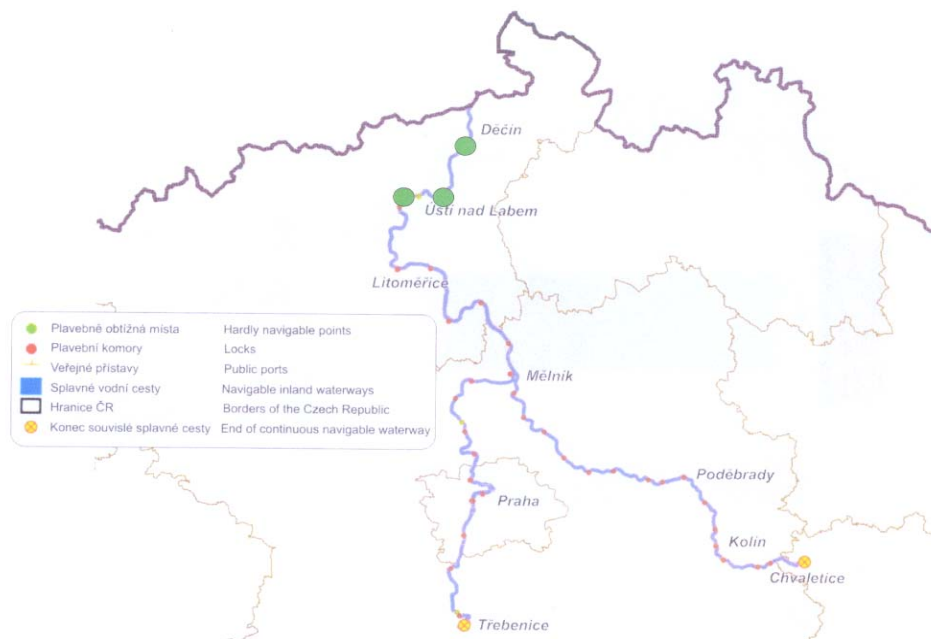 Děčín
Ústí nad Labem
Litoměřice
Plavebně obtížná místa Hardly navigable points
Plavební komory Locks
Veřejné přístavy Public ports
Splavné vodní cesty Navigable inland waterways
Hranice ČR Borders of the Czech Republic
Konec souvislé splavné cesty End of continuous navigable waterway
Mělník
Poděbrady
Praha
Kolín
Chvaletice
Třebenice